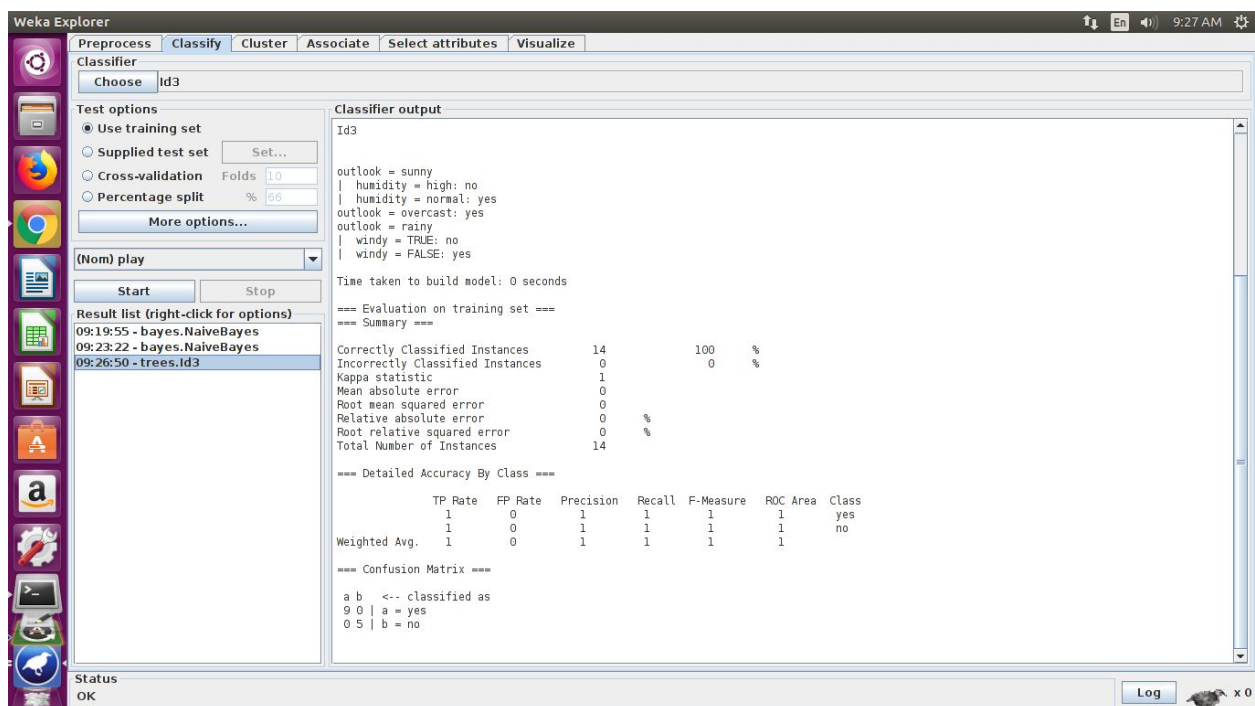 Weka Explorer
En 9:27 AM
Preprocess Classify Cluster Associate Select attributes Visualize
Classifier
Choose Id3
Test options
Use training set
Supplied test set Set...
Cross-validation Folds 10
Percentage split % 66
More options...
(Nom) play
Start Stop
Result list (right-click for options)
09:19:55 - bayes.NaiveBayes
09:23:22 - bayes.NaiveBayes
09:26:50 - trees.Id3
Classifier output
Id3
outlook = sunny
|  humidity = high: no
|  humidity = normal: yes
outlook = overcast: yes
outlook = rainy
|  windy = TRUE: no
|  windy = FALSE: yes
Time taken to build model: 0 seconds
=== Evaluation on training set ===
=== Summary ===
Correctly Classified Instances 14 100 %
Incorrectly Classified Instances 0 0 %
Kappa statistic 1
Mean absolute error 0
Root mean squared error 0
Relative absolute error 0 %
Root relative squared error 0 %
Total Number of Instances 14
=== Detailed Accuracy By Class ===
TP Rate FP Rate Precision Recall F-Measure ROC Area Class
1 0 1 1 1 1 yes
1 0 1 1 1 1 no
Weighted Avg. 1 0 1 1 1 1
=== Confusion Matrix ===
a b <-- classified as
9 0 | a = yes
0 5 | b = no
Status
OK
Log x 0